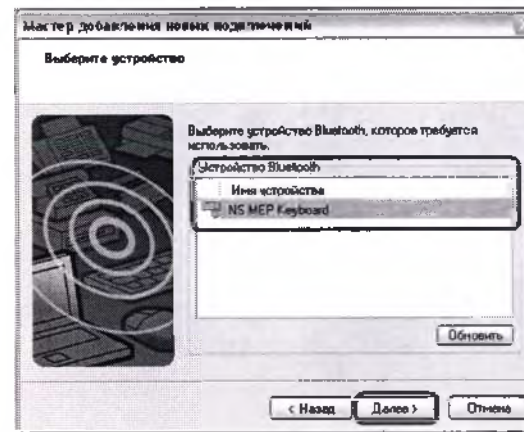 Мастер добавления новых подключений
Выберите устройство
Выберите устройство Bluetooth, которое требуется
использовать.
Устройство Bluetooth
Имя устройства
NS MEP Keyboard
Обновить
< Назад
Далее >
Отмена